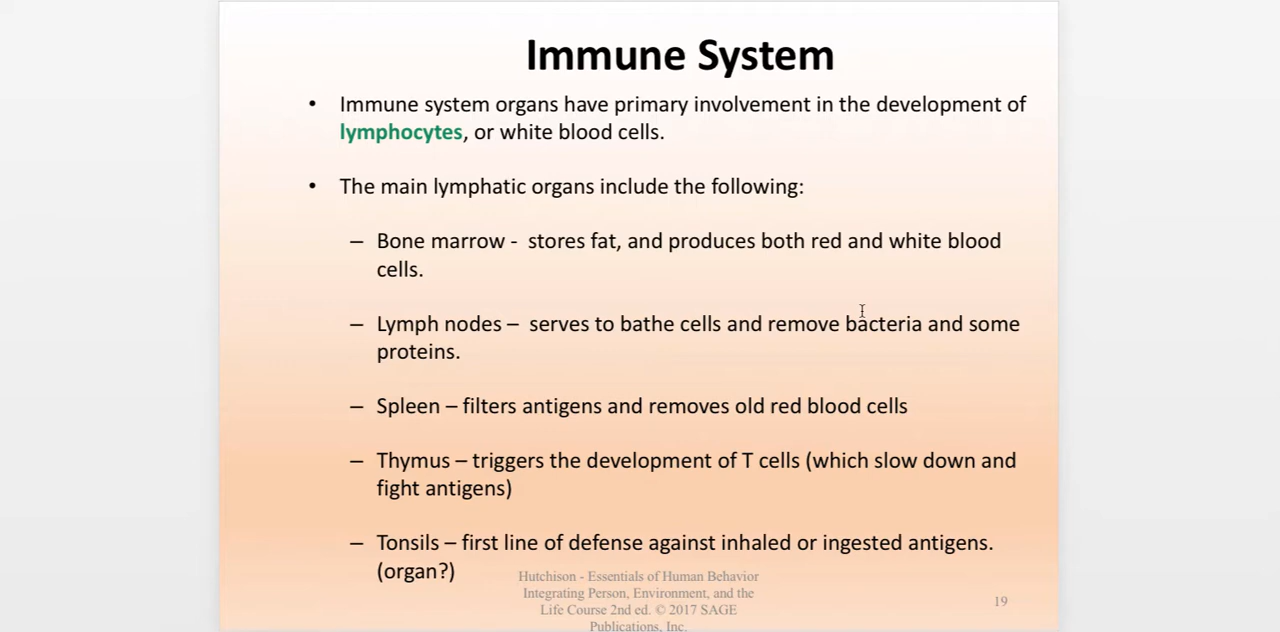 Immune System
• Immune system organs have primary involvement in the development of
lymphocytes, or white blood cells.
• The main lymphatic organs include the following:
– Bone marrow -  stores fat, and produces both red and white blood
cells.
– Lymph nodes –  serves to bathe cells and remove bacteria and some
proteins.
– Spleen – filters antigens and removes old red blood cells
– Thymus – triggers the development of T cells (which slow down and
fight antigens)
– Tonsils – first line of defense against inhaled or ingested antigens.
(organ?)
Hutchison - Essentials of Human Behavior
Integrating Person, Environment, and the
Life Course 2nd ed. © 2017 SAGE
Publications, Inc.
19